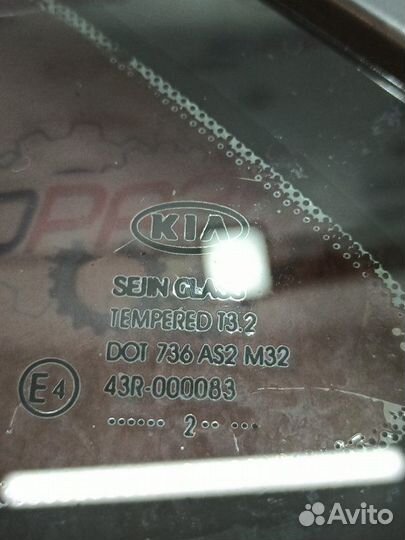 KIA
SEJIN GLASS
TEMPERED T3.2
DOT 736 AS2 M32
E4 43R-000083
•••••• 2•• •••
Avito